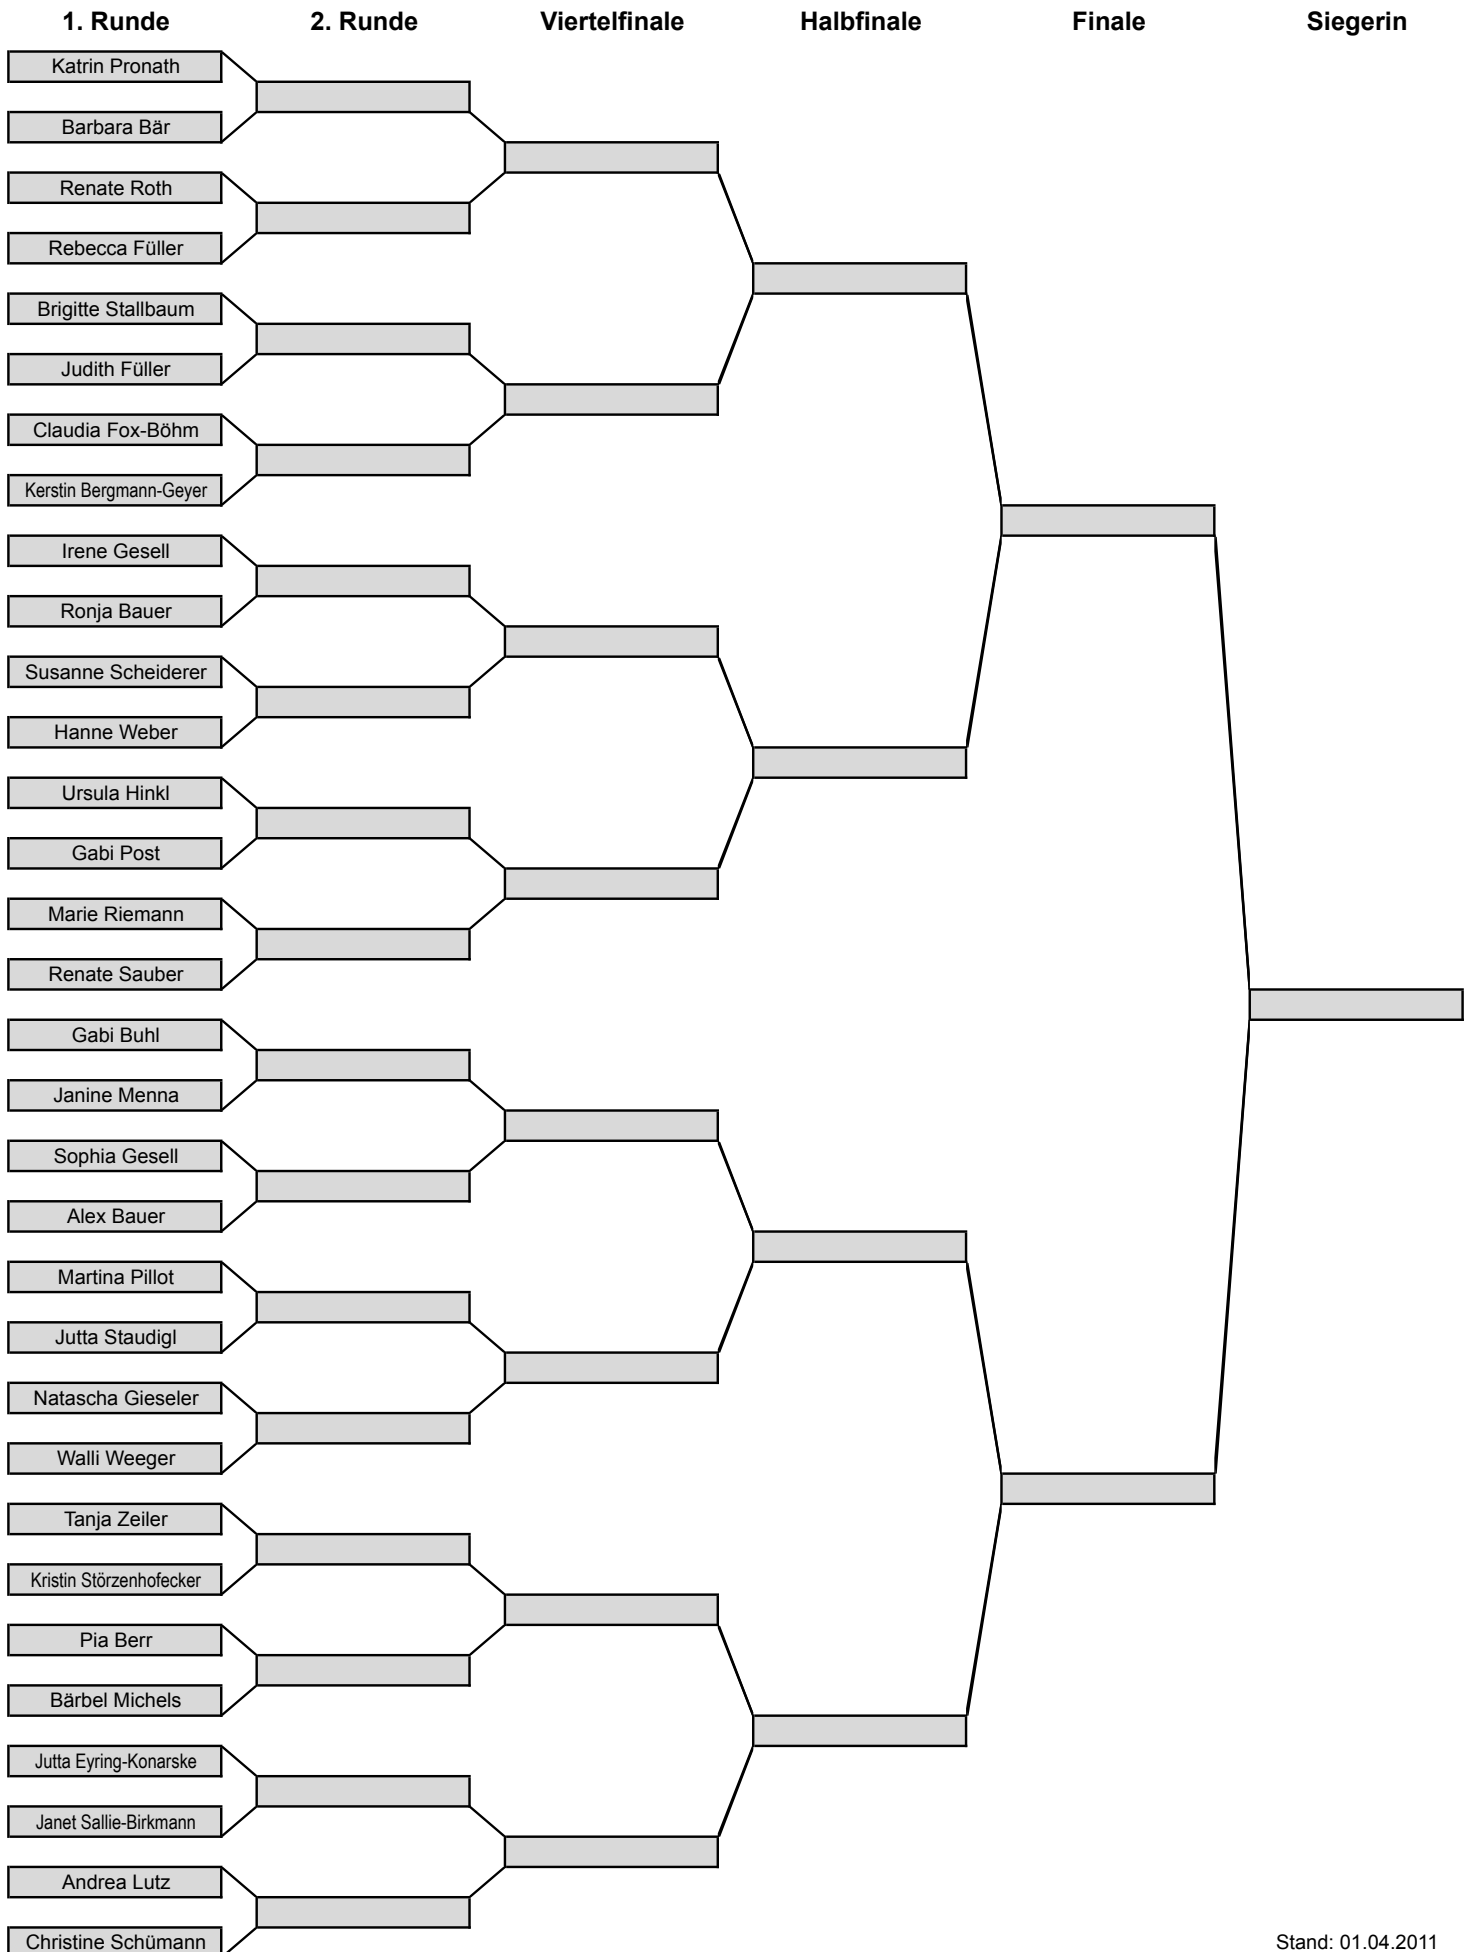 1. Runde 2. Runde Viertelfinale Halbfinale Finale Siegerin
Katrin Pronath
Barbara Bär
Renate Roth
Rebecca Füller
Brigitte Stallbaum
Judith Füller
Claudia Fox-Böhm
Kerstin Bergmann-Geyer
Irene Gesell
Ronja Bauer
Susanne Scheiderer
Hanne Weber
Ursula Hinkl
Gabi Post
Marie Riemann
Renate Sauber
Gabi Buhl
Janine Menna
Sophia Gesell
Alex Bauer
Martina Pillot
Jutta Staudigl
Natascha Gieseler
Walli Weeger
Tanja Zeiler
Kristin Störzenhofecker
Pia Berr
Bärbel Michels
Jutta Eyring-Konarske
Janet Sallie-Birkmann
Andrea Lutz
Christine Schümann
Stand: 01.04.2011